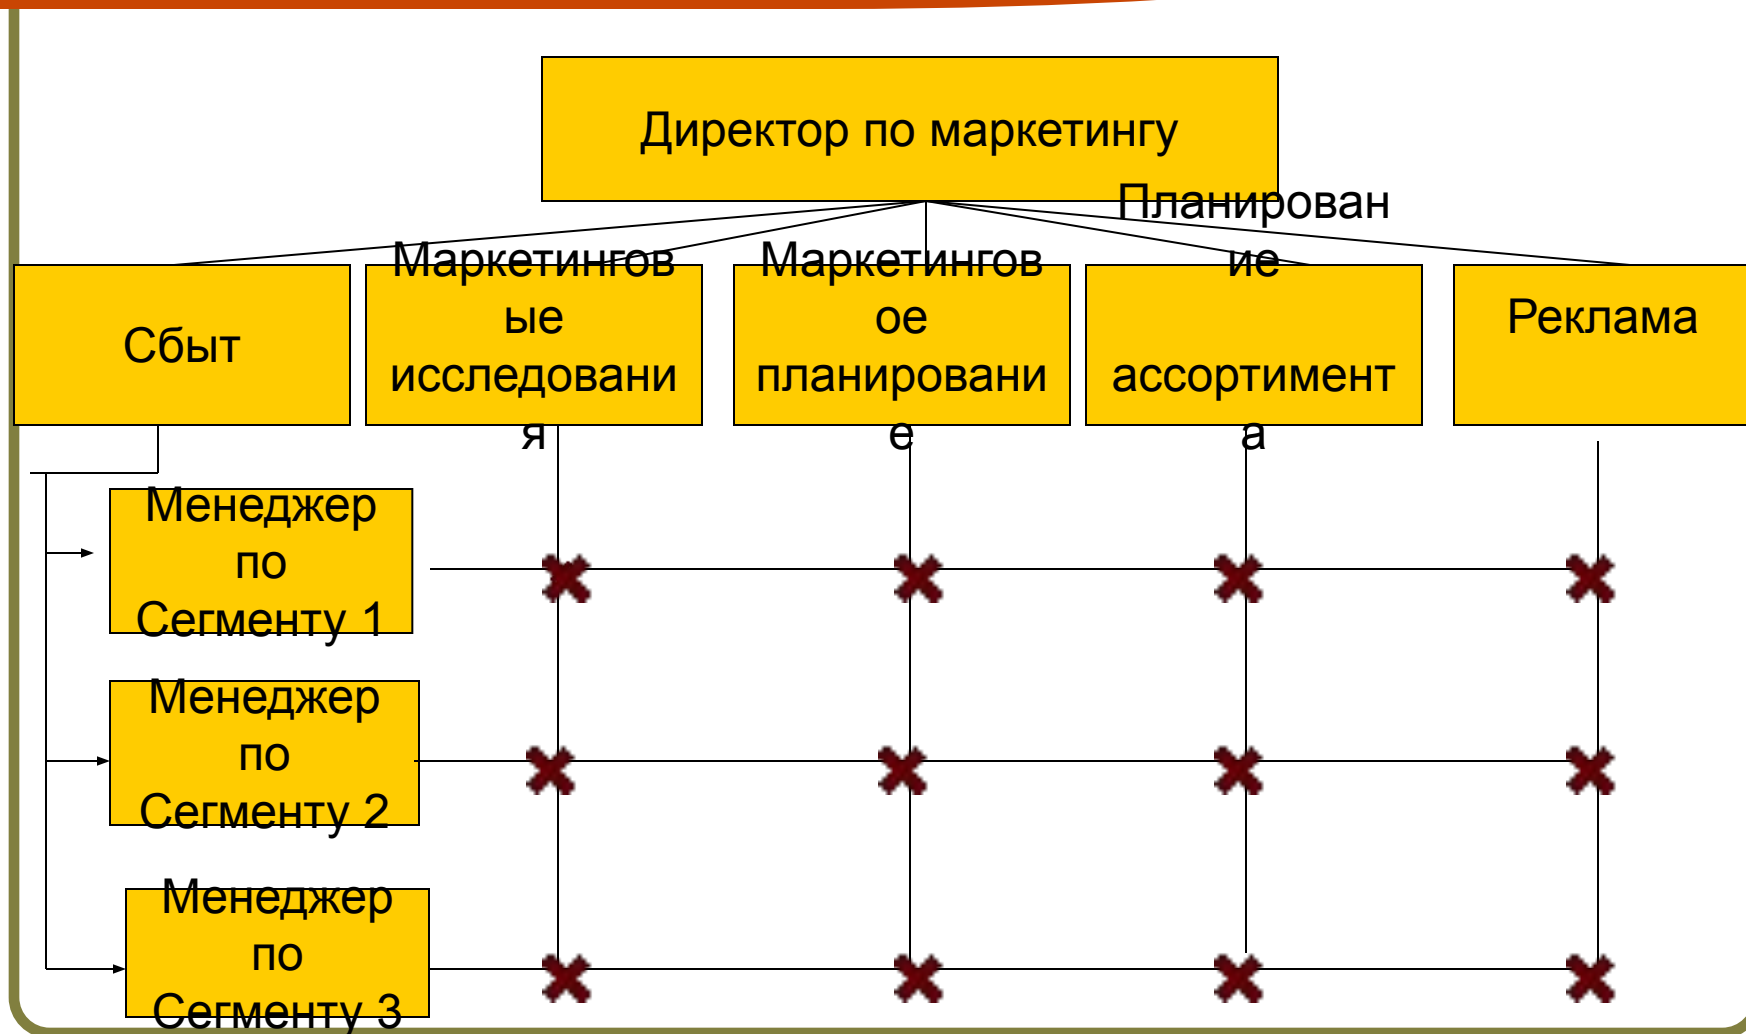 Директор по маркетингу
Сбыт
Маркетингов
ые
исследовани
я
Маркетингов
ое
планировани
е
Планирован
ие
ассортимент
а
Реклама
Менеджер
по
Сегменту 1
Менеджер
по
Сегменту 2
Менеджер
по
Сегменту 3